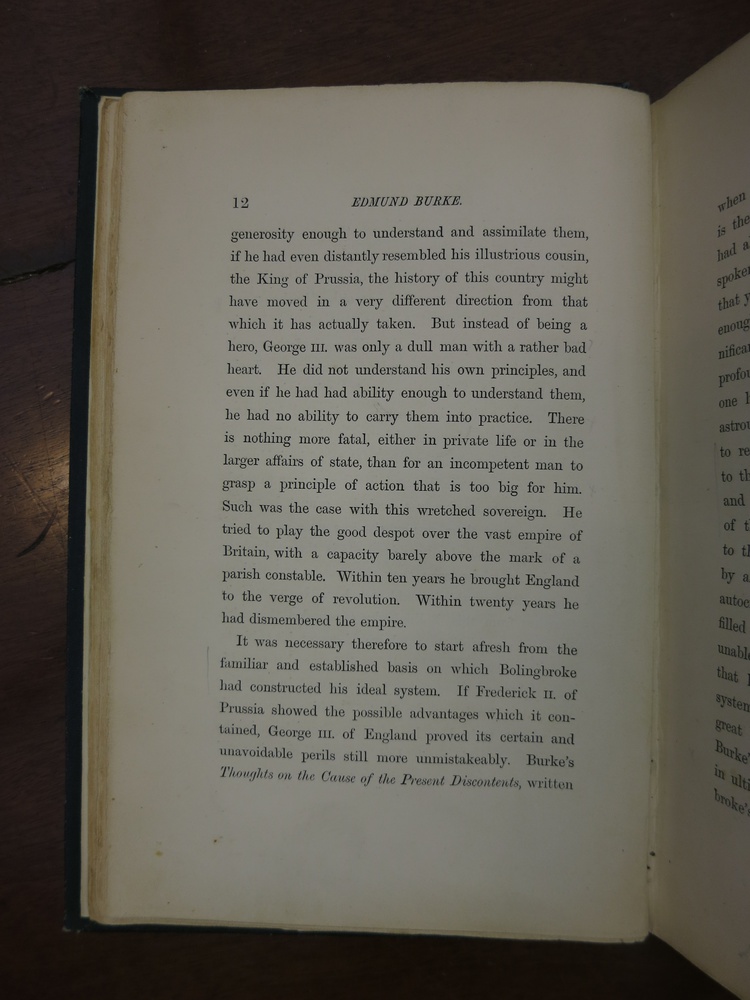 12 EDMUND BURKE.
generosity enough to understand and assimilate them,
if he had even distantly resembled his illustrious cousin,
the King of Prussia, the history of this country might
have moved in a very different direction from that
which it has actually taken. But instead of being a
hero, George III. was only a dull man with a rather bad
heart. He did not understand his own principles, and
even if he had had ability enough to understand them,
he had no ability to carry them into practice. There
is nothing more fatal, either in private life or in the
larger affairs of state, than for an incompetent man to
grasp a principle of action that is too big for him.
Such was the case with this wretched sovereign. He
tried to play the good despot over the vast empire of
Britain, with a capacity barely above the mark of a
parish constable. Within ten years he brought England
to the verge of revolution. Within twenty years he
had dismembered the empire.
It was necessary therefore to start afresh from the
familiar and established basis on which Bolingbroke
had constructed his ideal system. If Frederick II. of
Prussia showed the possible advantages which it con-
tained, George III. of England proved its certain and
unavoidable perils still more unmistakeably. Burke's
Thoughts on the Cause of the Present Discontents, written
when
is the
had a
spoke
that y
enoug
nifica
profou
one
astrou
to re
to th
and
of t
to th
by a
autoc
filled
unabl
that
system
great
Burke'
in ulti
broke's